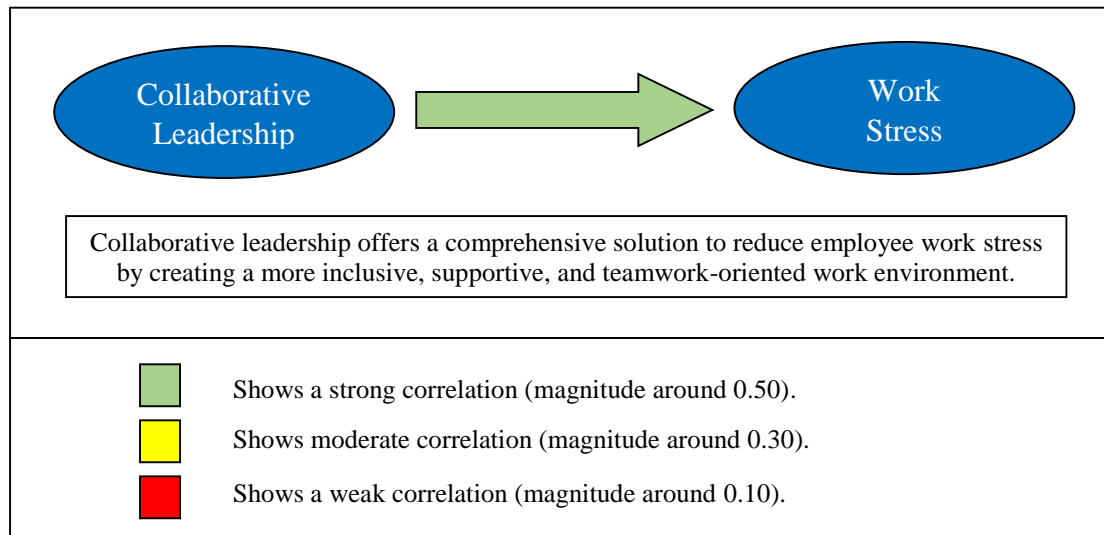 Collaborative
Leadership
Work
Stress
Collaborative leadership offers a comprehensive solution to reduce employee work stress
by creating a more inclusive, supportive, and teamwork-oriented work environment.
Shows a strong correlation (magnitude around 0.50).
Shows moderate correlation (magnitude around 0.30).
Shows a weak correlation (magnitude around 0.10).